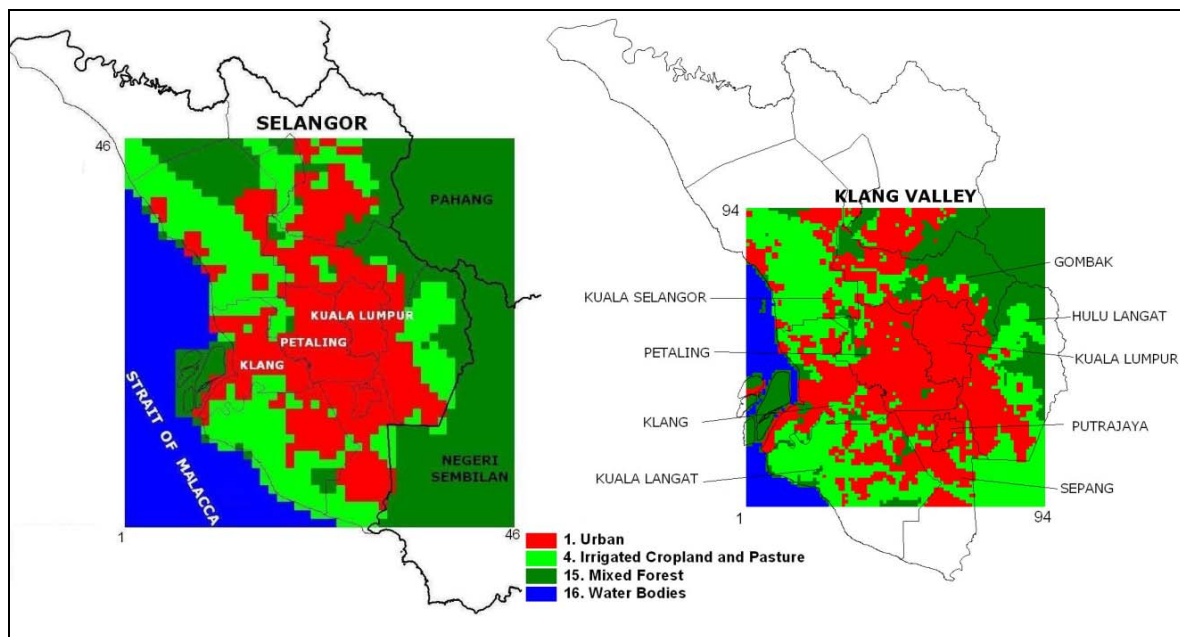 SELANGOR
46
PAHANG
KUALA LUMPUR
PETALING
KLANG
STRAIT OF MALACCA
NEGERI
SEMBILAN
1
46
KLANG VALLEY
94
GOMBAK
KUALA SELANGOR
HULU LANGAT
PETALING
KUALA LUMPUR
KLANG
PUTRAJAYA
KUALA LANGAT
SEPANG
1
94
1. Urban
4. Irrigated Cropland and Pasture
15. Mixed Forest
16. Water Bodies